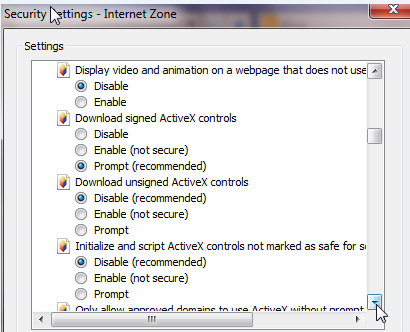 Security Settings - Internet Zone
Settings
Display video and animation on a webpage that does not use
Disable
Enable
Download signed ActiveX controls
Disable
Enable (not secure)
Prompt (recommended)
Download unsigned ActiveX controls
Disable (recommended)
Enable (not secure)
Prompt
Initialize and script ActiveX controls not marked as safe for s
Disable (recommended)
Enable (not secure)
Prompt
Only allow approved domains to use ActiveX without prompt